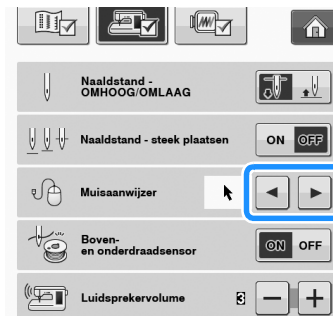 Naaldstand -
OMHOOG/OMLAAG
Naaldstand - steek plaatsen
ON OFF
Muisaanwijzer
Boven-
en onderdraadsensor
ON OFF
Luidsprekervolume 3